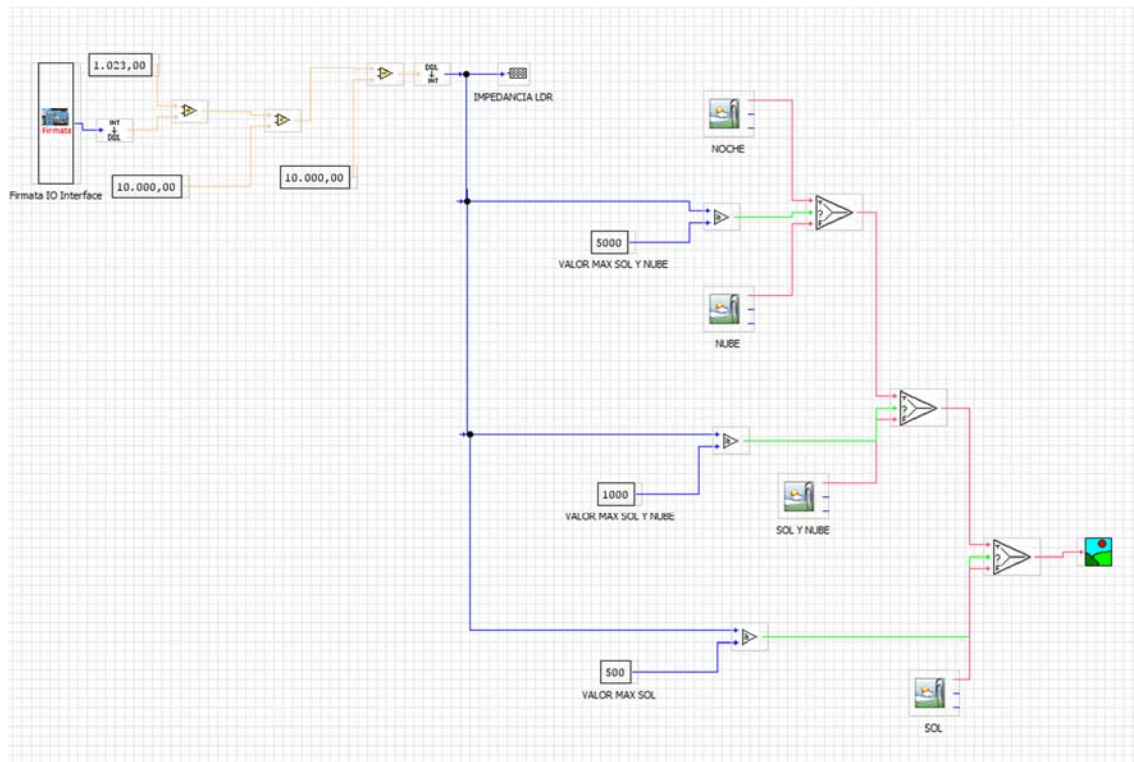 1.023,00
DBL
INT
IMPEDANCIA LDR
Firmata
INT
DBL
10.000,00
10.000,00
Firmata IO Interface
NOCHE
T
?
F
5000
VALOR MAX SOL Y NUBE
NUBE
T
?
F
1000
VALOR MAX SOL Y NUBE
SOL Y NUBE
T
?
F
500
VALOR MAX SOL
SOL